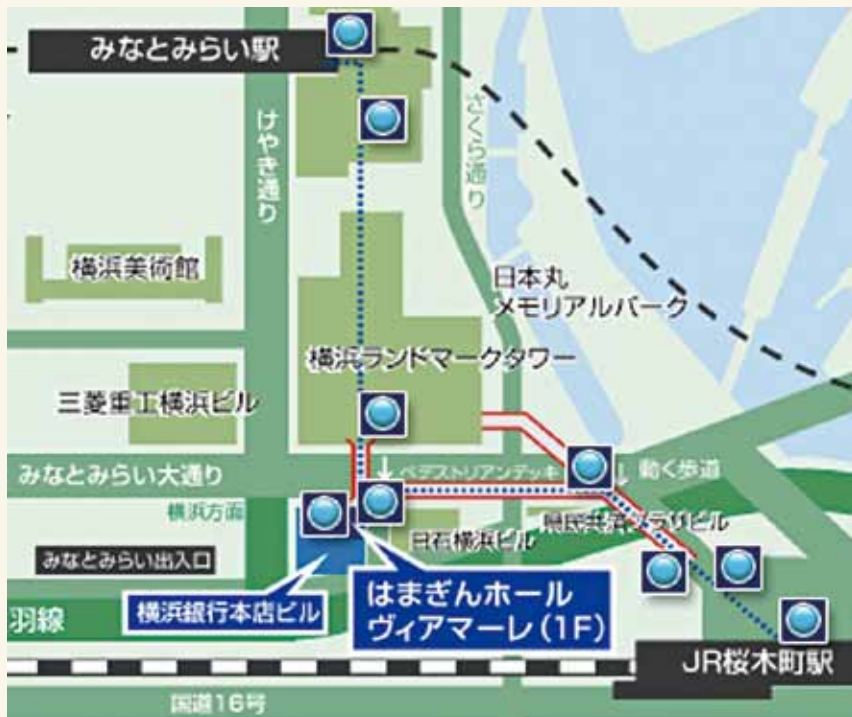 みなとみらい駅
けやき通り
さくら通り
横浜美術館
日本丸
メモリアルパーク
横浜ランドマークタワー
三菱重工横浜ビル
みなとみらい大通り
↓
ペデストリアンデッキ
↓
動く歩道
横浜方面
日石横浜ビル
県民共済プラザビル
みなとみらい出入口
横浜銀行本店ビル
はまぎんホール
ヴィアマーレ(1F)
羽線
JR桜木町駅
国道16号